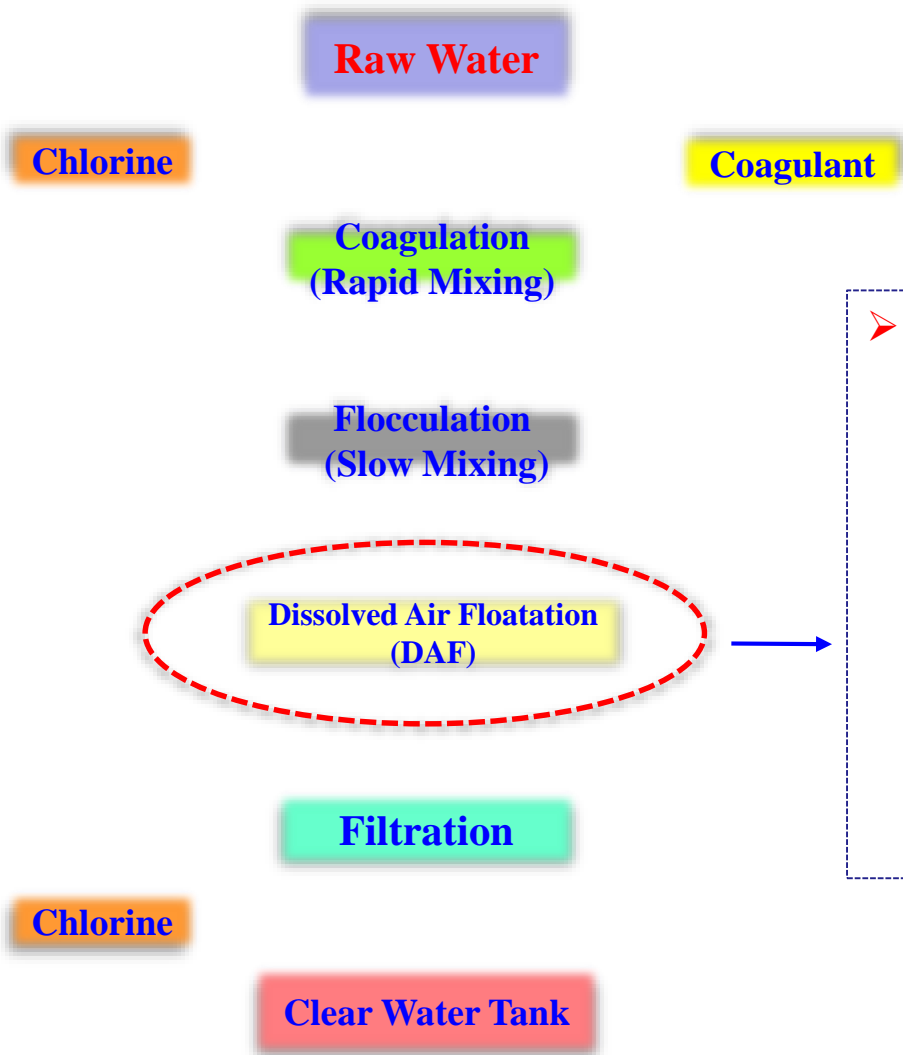 Raw Water
Chlorine
Coagulant
Coagulation
(Rapid Mixing)
Flocculation
(Slow Mixing)
Dissolved Air Floatation
(DAF)
Filtration
Chlorine
Clear Water Tank